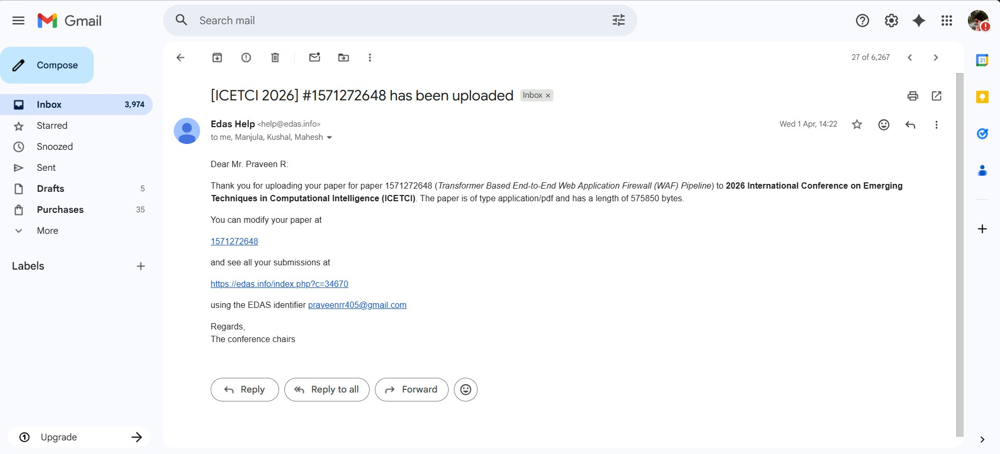 Gmail
Search mail
Compose
27 of 6,267
Inbox 3,974
Starred
Snoozed
Sent
Drafts 5
Purchases 35
More
Labels
Upgrade
[ICETCI 2026] #1571272648 has been uploaded Inbox ×
Edas Help <help@edas.info> Wed 1 Apr, 14:22
to me, Manjula, Kushal, Mahesh
Dear Mr. Praveen R:
Thank you for uploading your paper for paper 1571272648 (Transformer Based End-to-End Web Application Firewall (WAF) Pipeline) to 2026 International Conference on Emerging
Techniques in Computational Intelligence (ICETCI). The paper is of type application/pdf and has a length of 575850 bytes.
You can modify your paper at
1571272648
and see all your submissions at
https://edas.info/index.php?c=34670
using the EDAS identifier praveenrr405@gmail.com
Regards,
The conference chairs
Reply Reply to all Forward
31